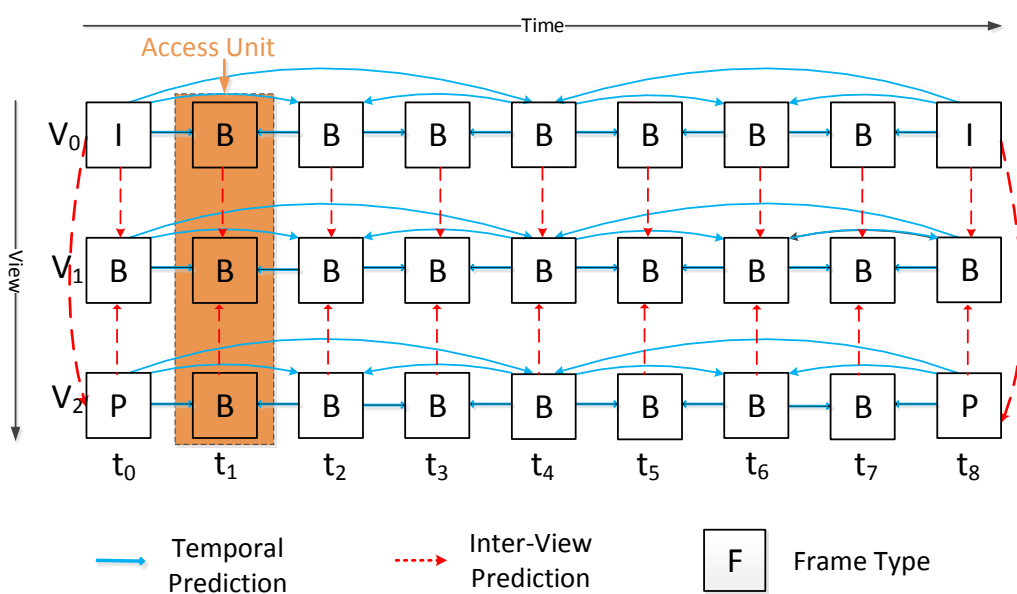 Time
Access Unit
View
V0 I B B B B B B B I
V1 B B B B B B B B B
V2 P B B B B B B B P
t0 t1 t2 t3 t4 t5 t6 t7 t8
Temporal
Prediction
Inter-View
Prediction
F
Frame Type